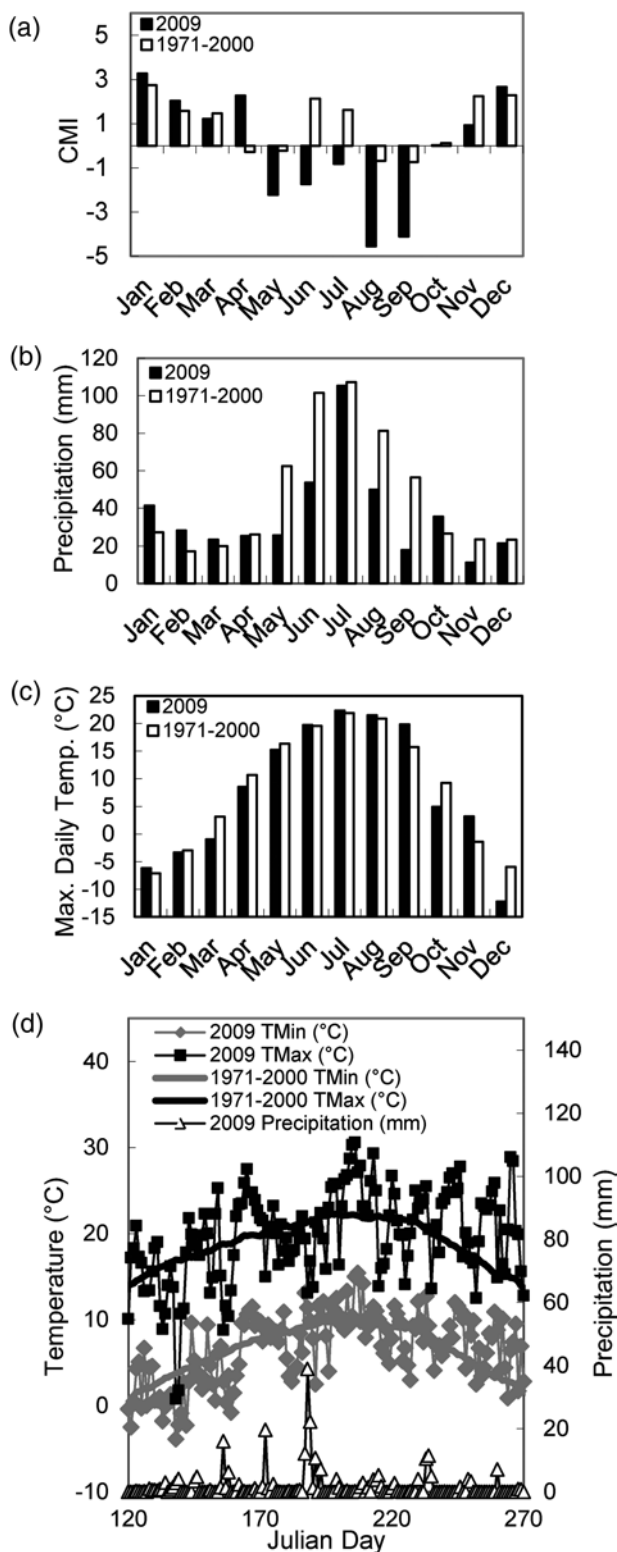 (a)
2009
1971-2000
CMI
5
3
1
-1
-3
-5
Jan Feb Mar Apr May Jun Jul Aug Sep Oct Nov Dec
(b)
2009
1971-2000
Precipitation (mm)
120
100
80
60
40
20
0
Jan Feb Mar Apr May Jun Jul Aug Sep Oct Nov Dec
(c)
2009
1971-2000
Max. Daily Temp. (°C)
25
20
15
10
5
0
-5
-10
-15
Jan Feb Mar Apr May Jun Jul Aug Sep Oct Nov Dec
(d)
2009 TMin (°C)
2009 TMax (°C)
1971-2000 TMin (°C)
1971-2000 TMax (°C)
2009 Precipitation (mm)
Temperature (°C)
40
30
20
10
0
-10
Precipitation (mm)
140
120
100
80
60
40
20
0
120 170 220 270
Julian Day